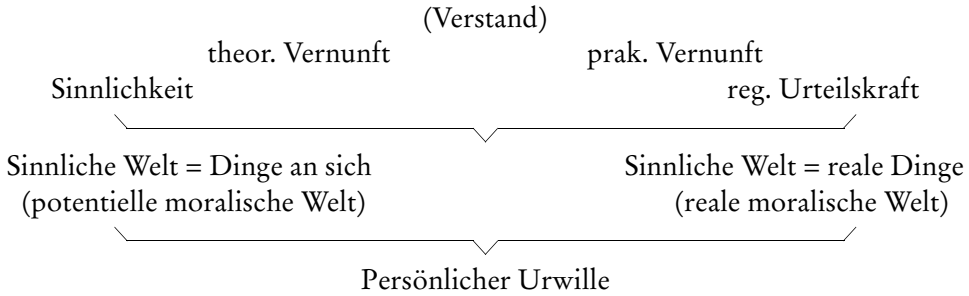 (Verstand)
theor. Vernunft prak. Vernunft
Sinnlichkeit reg. Urteilskraft
Sinnliche Welt = Dinge an sich Sinnliche Welt = reale Dinge
(potentielle moralische Welt) (reale moralische Welt)
Persönlicher Urwille